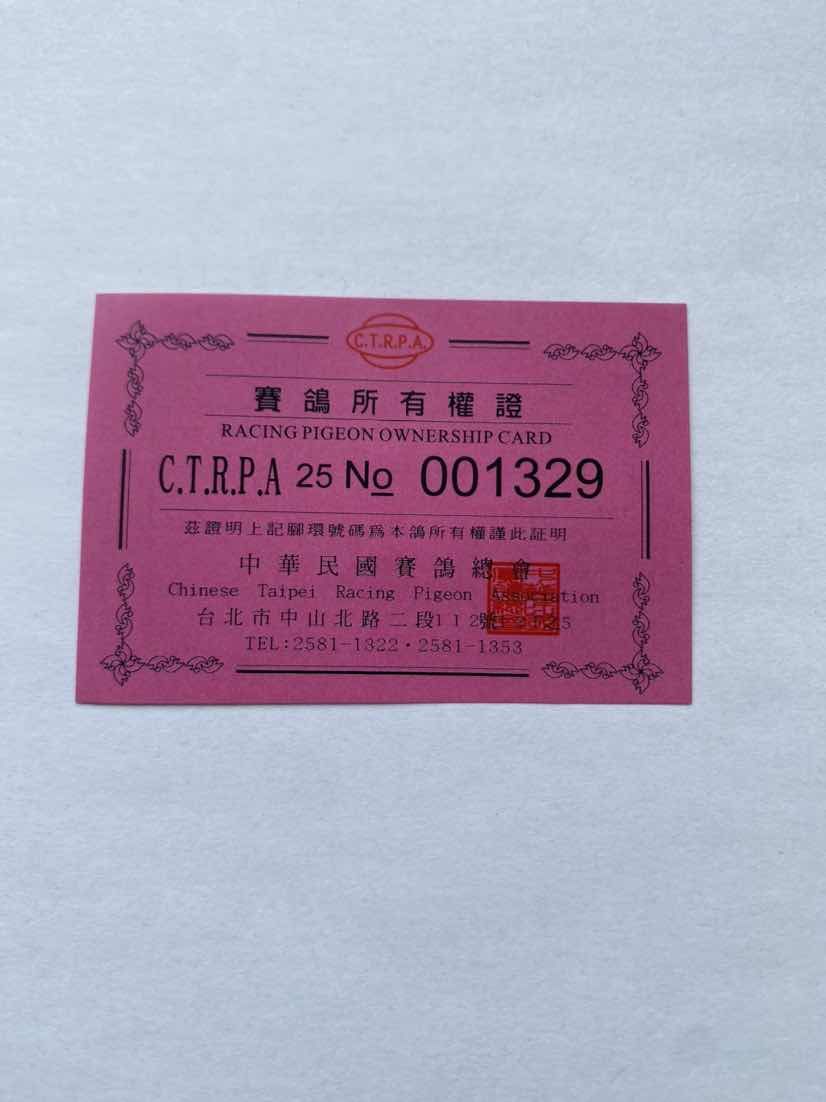 C.T.R.P.A.
賽鴿所有權證
RACING PIGEON OWNERSHIP CARD
C.T.R.P.A 25 No 001329
茲證明上記腳環號碼為本鴿所有權謹此証明
中華民國賽鴿總會
Chinese Taipei Racing Pigeon Association
台北市中山北路二段112號
TEL:2581-1322·2581-1353